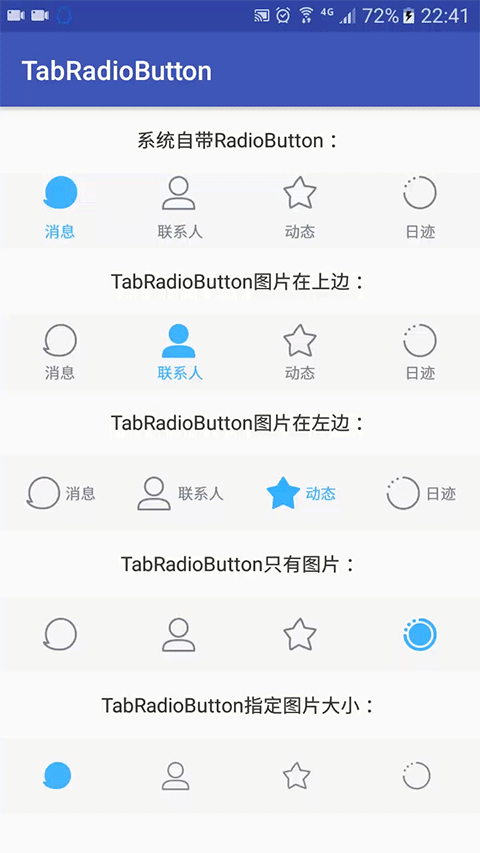 4G 72% 22:41
TabRadioButton
系统自带RadioButton：
消息 联系人 动态 日迹
TabRadioButton图片在上边：
消息 联系人 动态 日迹
TabRadioButton图片在左边：
消息 联系人 动态 日迹
TabRadioButton只有图片：
TabRadioButton指定图片大小：